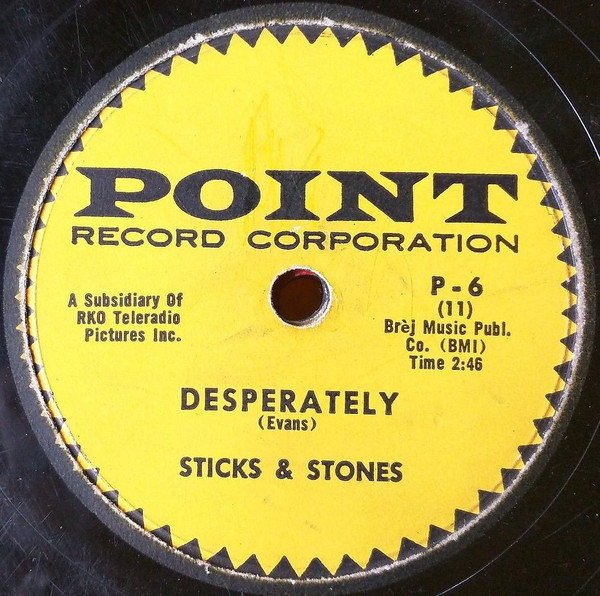 POINT
RECORD CORPORATION
A Subsidiary Of
RKO Teleradio
Pictures Inc.
P-6
(11)
Brèj Music Publ.
Co. (BMI)
Time 2:46
DESPERATELY
(Evans)
STICKS & STONES